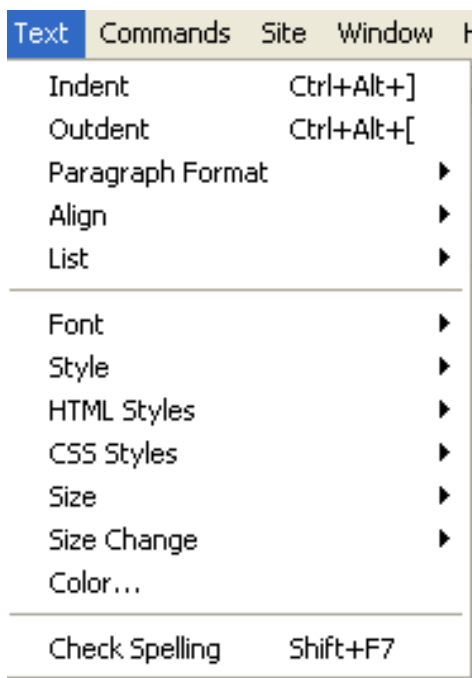 Text Commands Site Window
Indent Ctrl+Alt+]
Outdent Ctrl+Alt+[
Paragraph Format
Align
List
Font
Style
HTML Styles
CSS Styles
Size
Size Change
Color...
Check Spelling Shift+F7